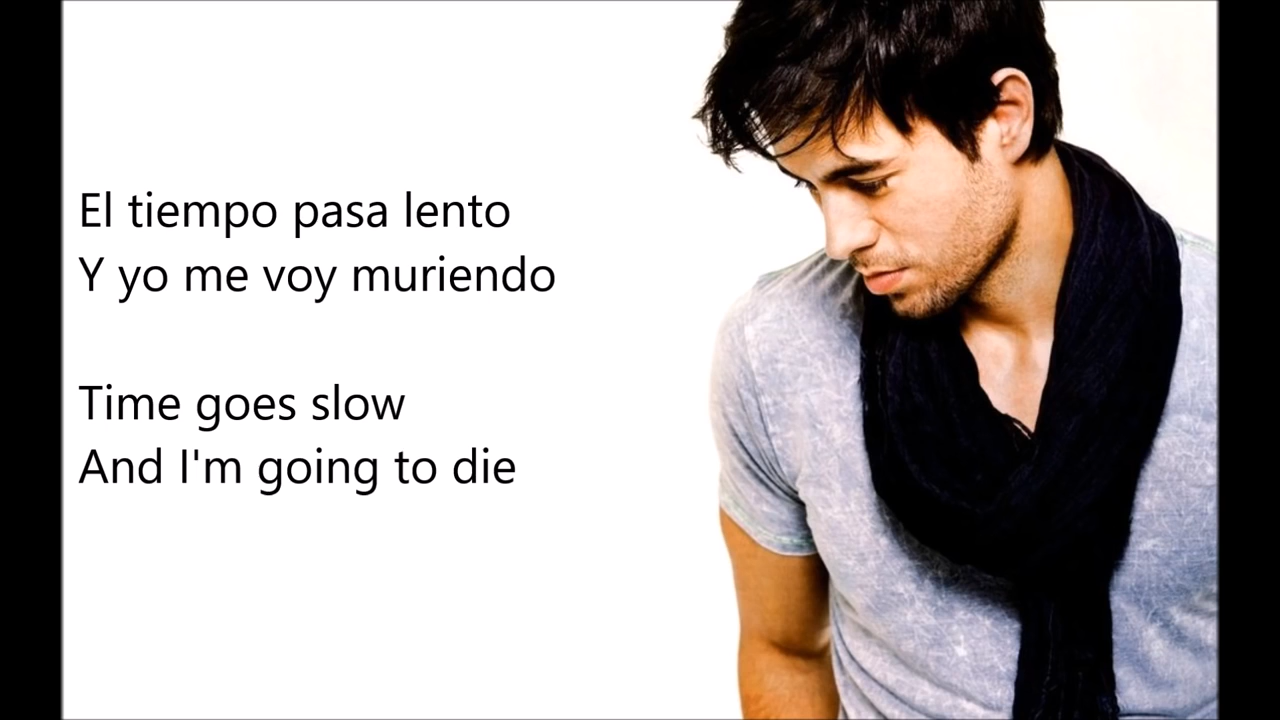 El tiempo pasa lento
Y yo me voy muriendo
Time goes slow
And I'm going to die